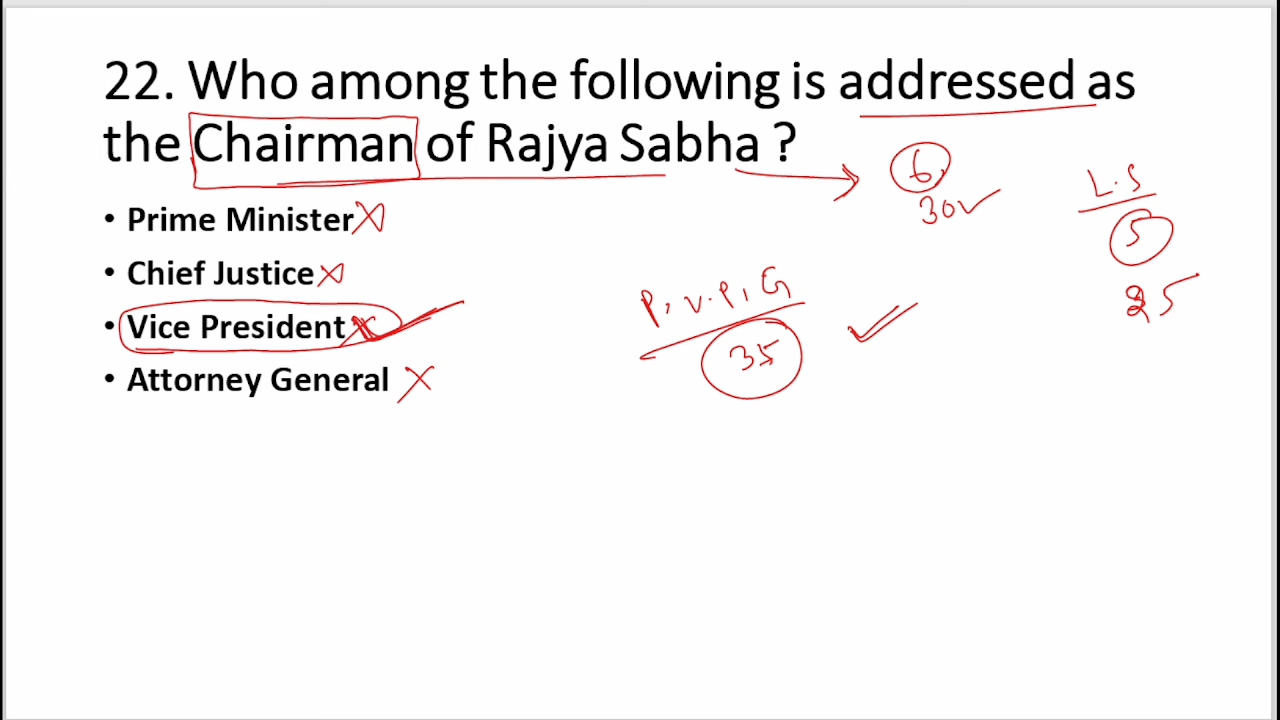 22. Who among the following is addressed as
the Chairman of Rajya Sabha ?
• Prime Minister
• Chief Justice
• Vice President
• Attorney General
6,
30
L.S
5
25
P, V.P, G
35